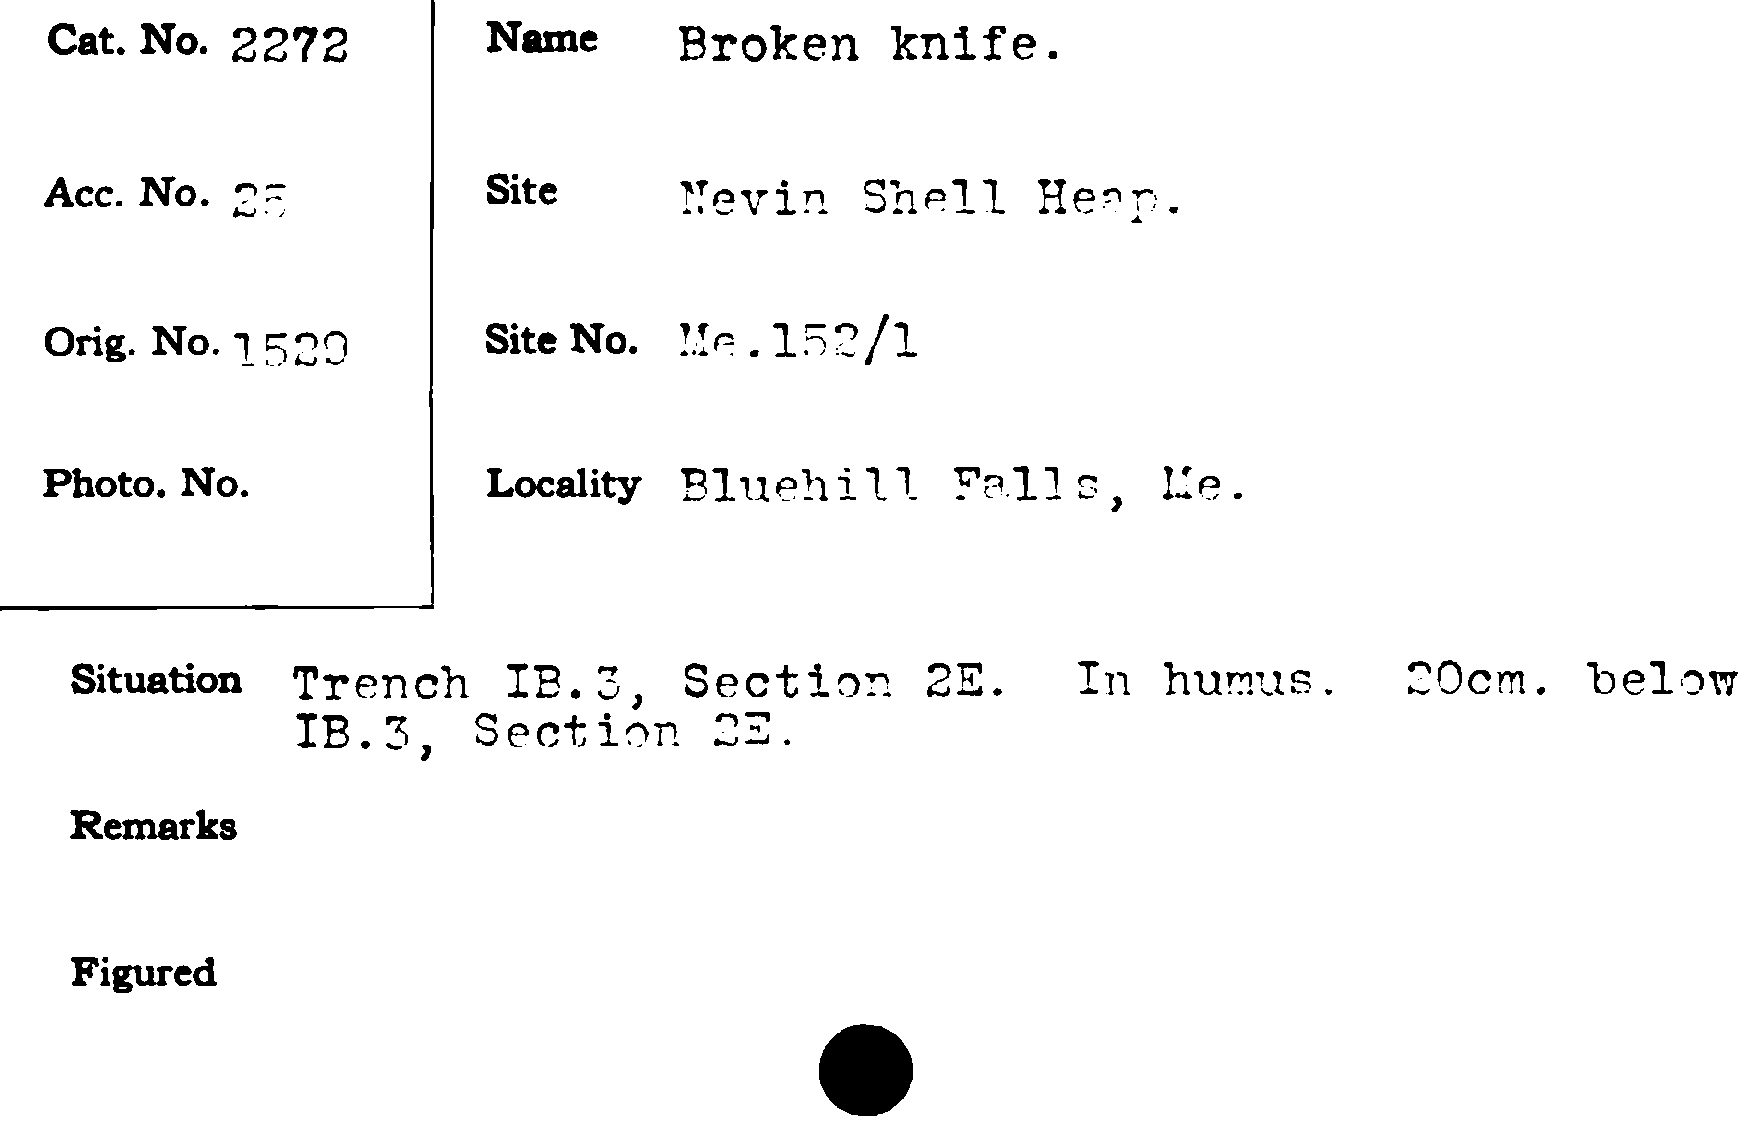 Cat. No. 2272
Name Broken knife.
Acc. No. 25
Site Nevin Shell Heap.
Orig. No. 1529
Site No. Me.152/1
Photo. No.
Locality Bluehill Falls, Me.
Situation Trench IB.3, Section 2E. In humus. 20cm. below
IB.3, Section 2E.
Remarks
Figured